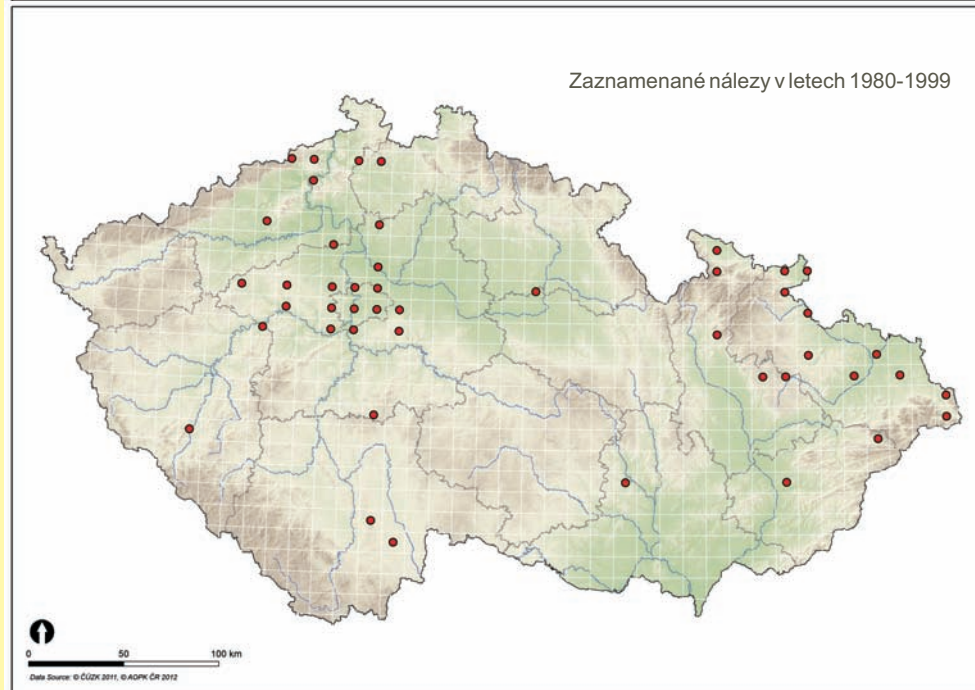 Zaznamenané nálezy v letech 1980-1999
0 50 100 km
Data Source: © ČÚZK 2011, © AOPK ČR 2012